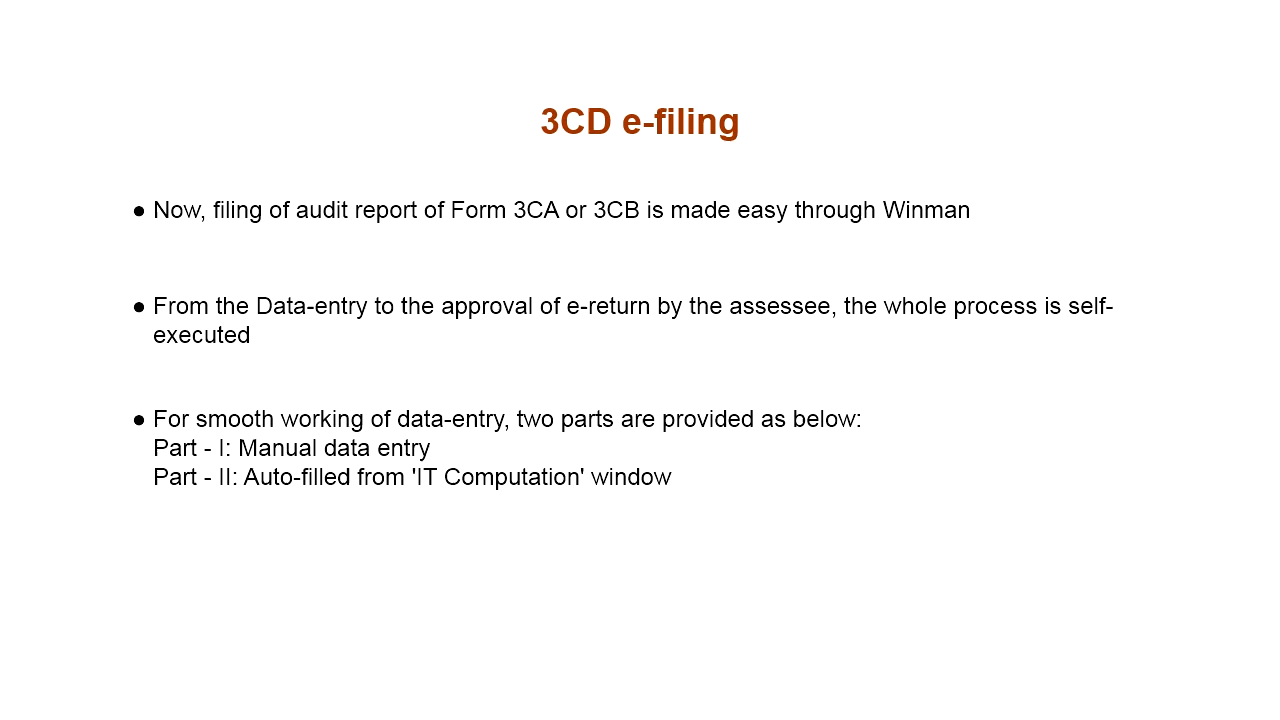 3CD e-filing
● Now, filing of audit report of Form 3CA or 3CB is made easy through Winman
● From the Data-entry to the approval of e-return by the assessee, the whole process is self-
executed
● For smooth working of data-entry, two parts are provided as below:
Part - I: Manual data entry
Part - II: Auto-filled from 'IT Computation' window